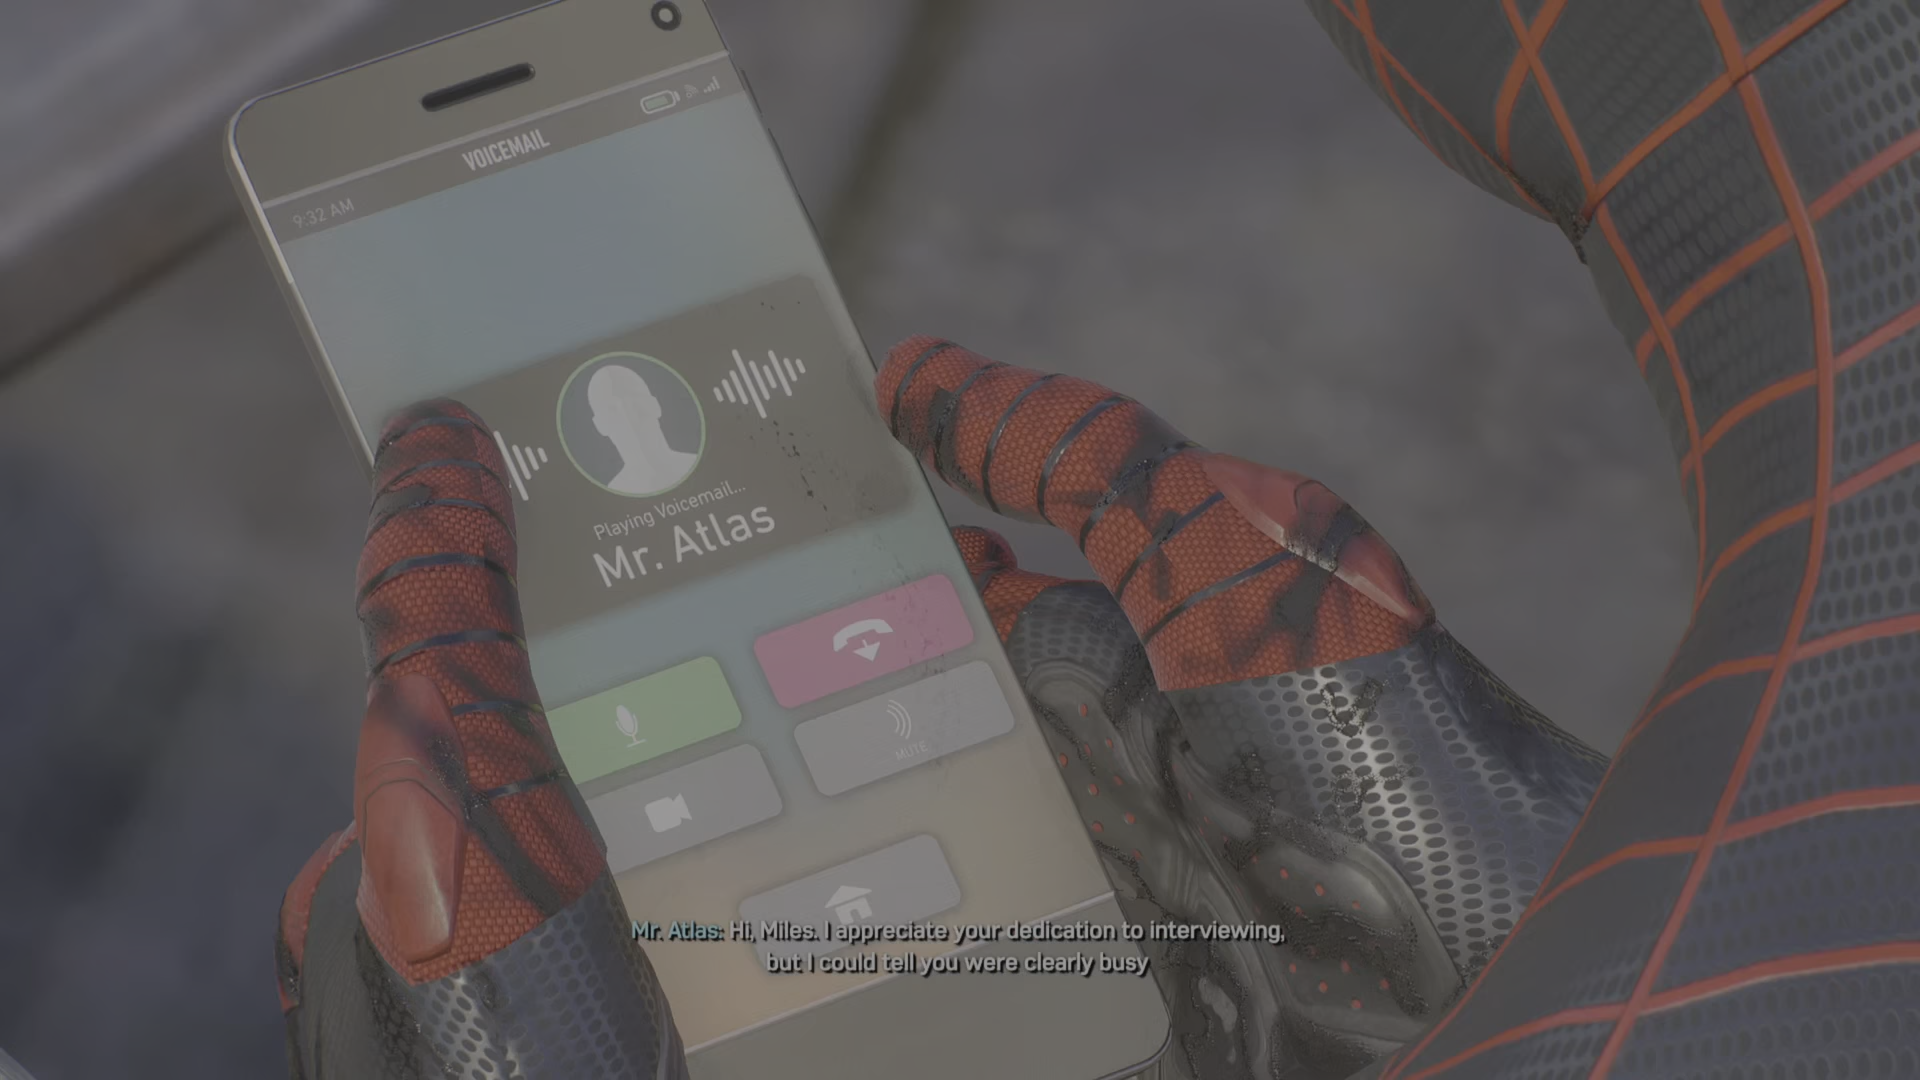 VOICEMAIL
9:32 AM
Playing Voicemail...
Mr. Atlas
MUTE
Mr. Atlas: Hi, Miles. I appreciate your dedication to interviewing,
but I could tell you were clearly busy